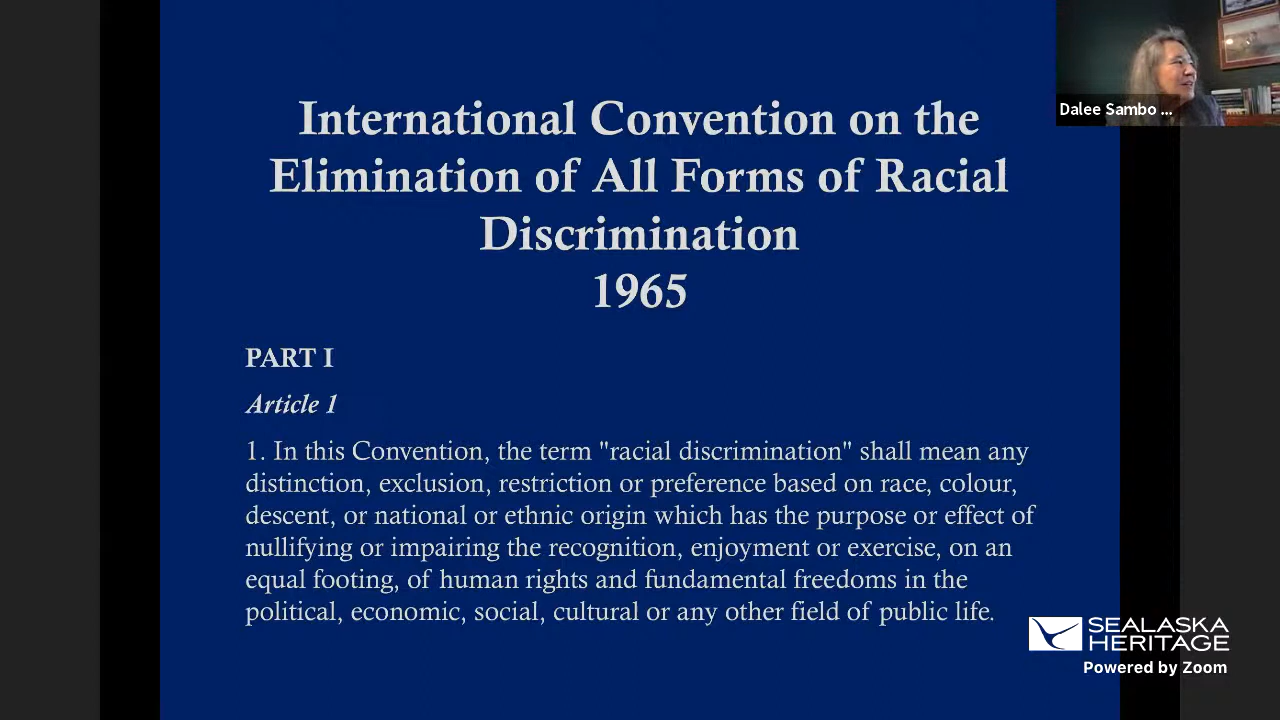 International Convention on the
Elimination of All Forms of Racial
Discrimination
1965
PART I
Article 1
1. In this Convention, the term "racial discrimination" shall mean any
distinction, exclusion, restriction or preference based on race, colour,
descent, or national or ethnic origin which has the purpose or effect of
nullifying or impairing the recognition, enjoyment or exercise, on an
equal footing, of human rights and fundamental freedoms in the
political, economic, social, cultural or any other field of public life.
Dalee Sambo ...
SEALASKA
HERITAGE
Powered by Zoom